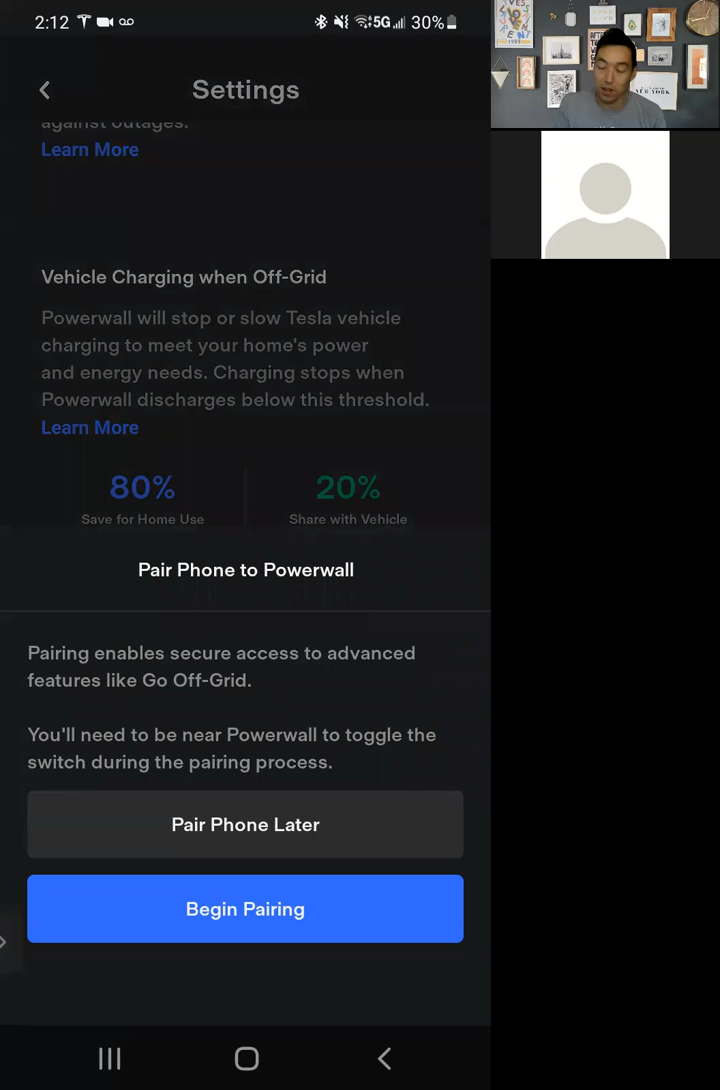 2:12
5G 30%
Settings
against outages.
Learn More
Vehicle Charging when Off-Grid
Powerwall will stop or slow Tesla vehicle
charging to meet your home's power
and energy needs. Charging stops when
Powerwall discharges below this threshold.
Learn More
80% 20%
Save for Home Use Share with Vehicle
Pair Phone to Powerwall
Pairing enables secure access to advanced
features like Go Off-Grid.
You'll need to be near Powerwall to toggle the
switch during the pairing process.
Pair Phone Later
Begin Pairing